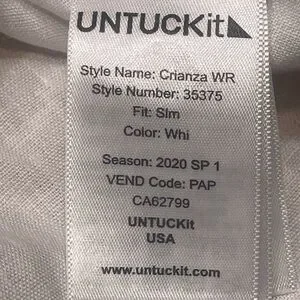 UNTUCKit
Style Name: Crianza WR
Style Number: 35375
Fit: Slm
Color: Whi
Season: 2020 SP 1
VEND Code: PAP
CA62799
UNTUCKit
USA
www.untuckit.com